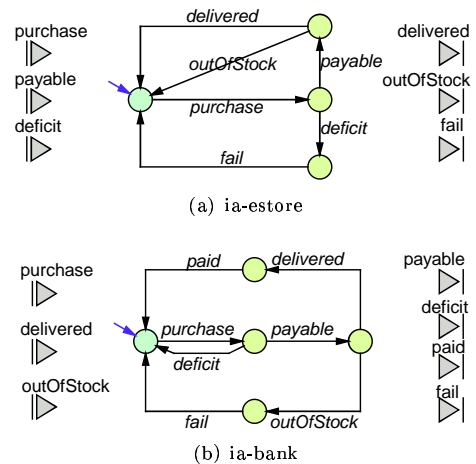 purchase
payable
deficit
delivered
outOfStock
payable
purchase
deficit
fail
delivered
outOfStock
fail
(a) ia-estore
purchase
delivered
outOfStock
paid
delivered
purchase
payable
deficit
fail
outOfStock
payable
deficit
paid
fail
(b) ia-bank